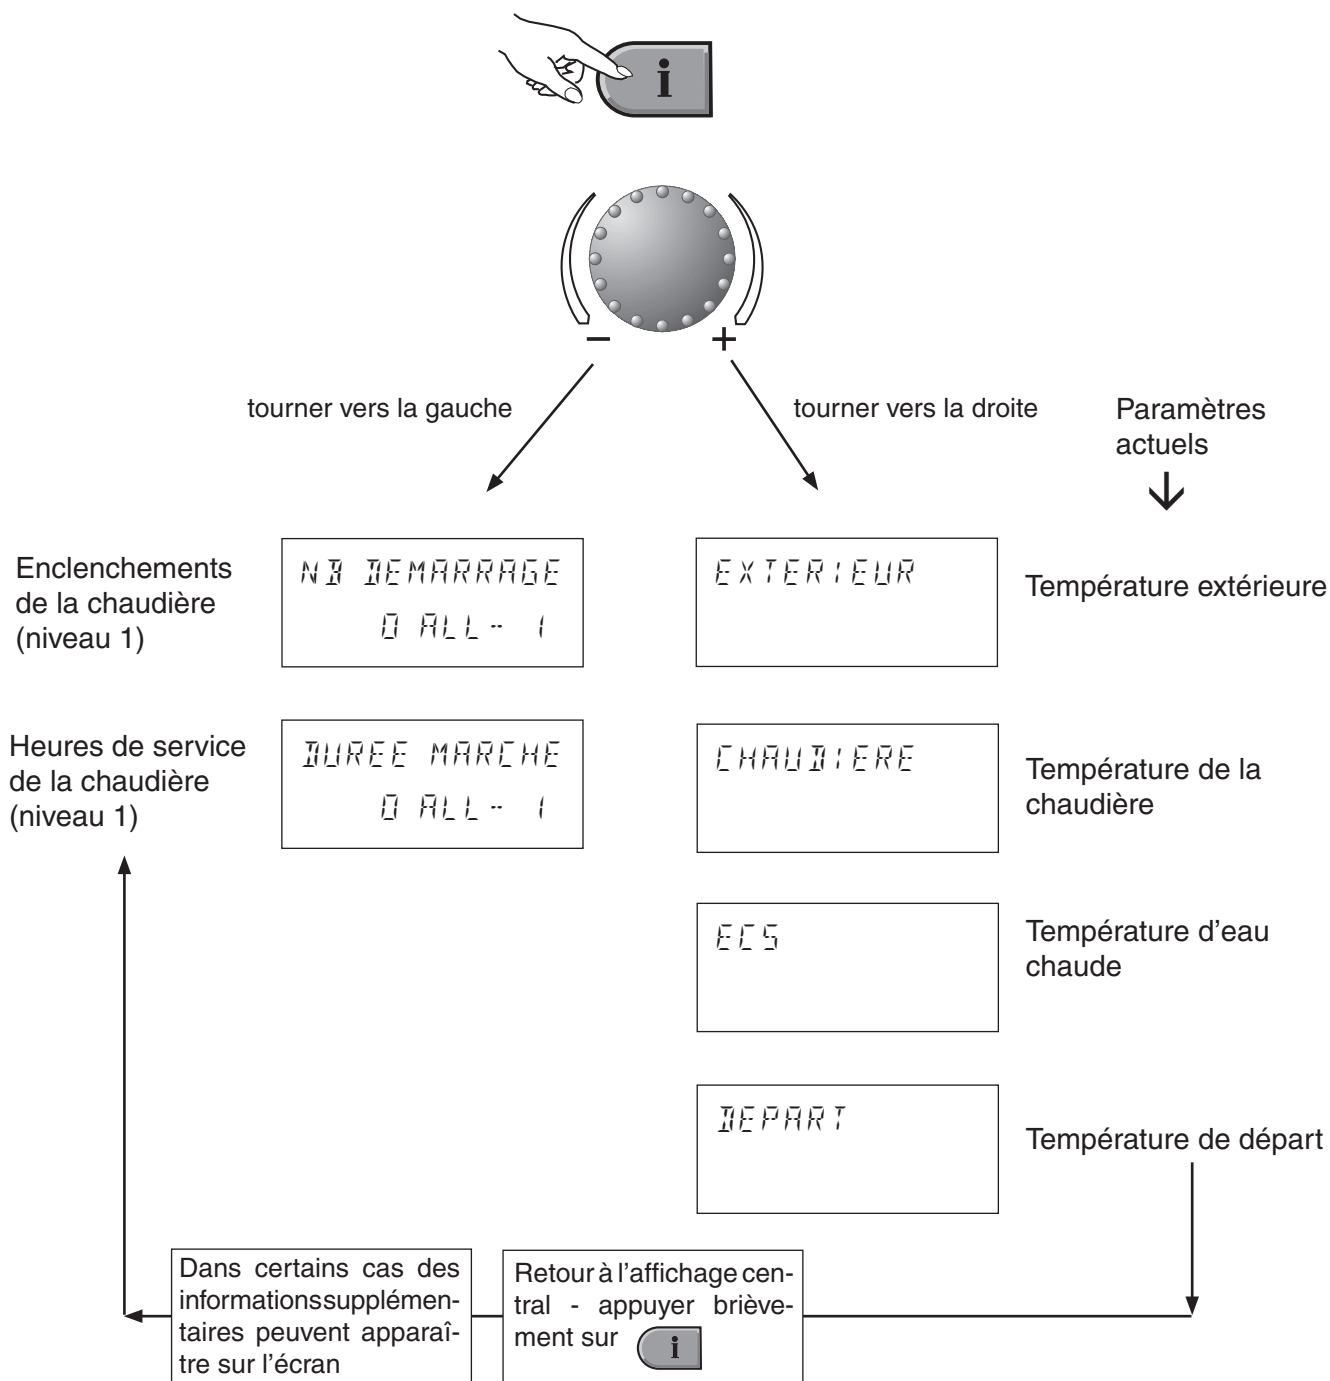 i
− +
tourner vers la gauche
tourner vers la droite
Paramètres
actuels
Enclenchements
de la chaudière
(niveau 1)
NB DEMARRAGE
0 ALL-- 1
EXTERIEUR
Température extérieure
Heures de service
de la chaudière
(niveau 1)
DUREE MARCHE
0 ALL-- 1
CHAUDIERE
Température de la
chaudière
ECS
Température d'eau
chaude
DEPART
Température de départ
Dans certains cas des
informations supplémen-
taires peuvent apparaî-
tre sur l'écran
Retour à l'affichage cen-
tral - appuyer briève-
ment sur i